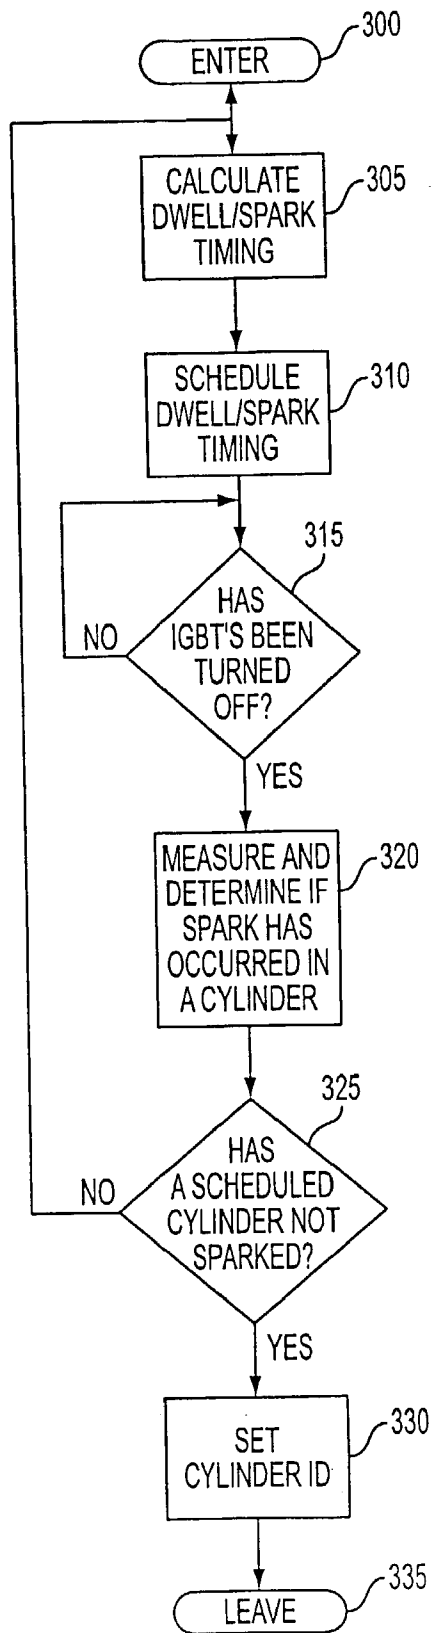 300
ENTER
305
CALCULATE
DWELL/SPARK
TIMING
310
SCHEDULE
DWELL/SPARK
TIMING
315
HAS
IGBT'S BEEN
TURNED
OFF?
NO
YES
320
MEASURE AND
DETERMINE IF
SPARK HAS
OCCURRED IN
A CYLINDER
325
HAS
A SCHEDULED
CYLINDER NOT
SPARKED?
NO
YES
330
SET
CYLINDER ID
335
LEAVE